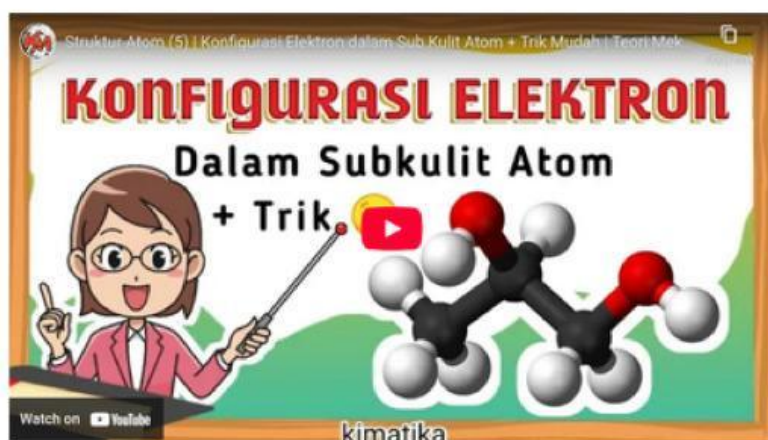 Struktur Atom (5) | Konfigurasi Elektron dalam Sub Kulit Atom + Trik Mudah | Teori Mek
KONFIGURASI ELEKTRON
Dalam Subkulit Atom
+ Trik
Watch on YouTube
kimatika